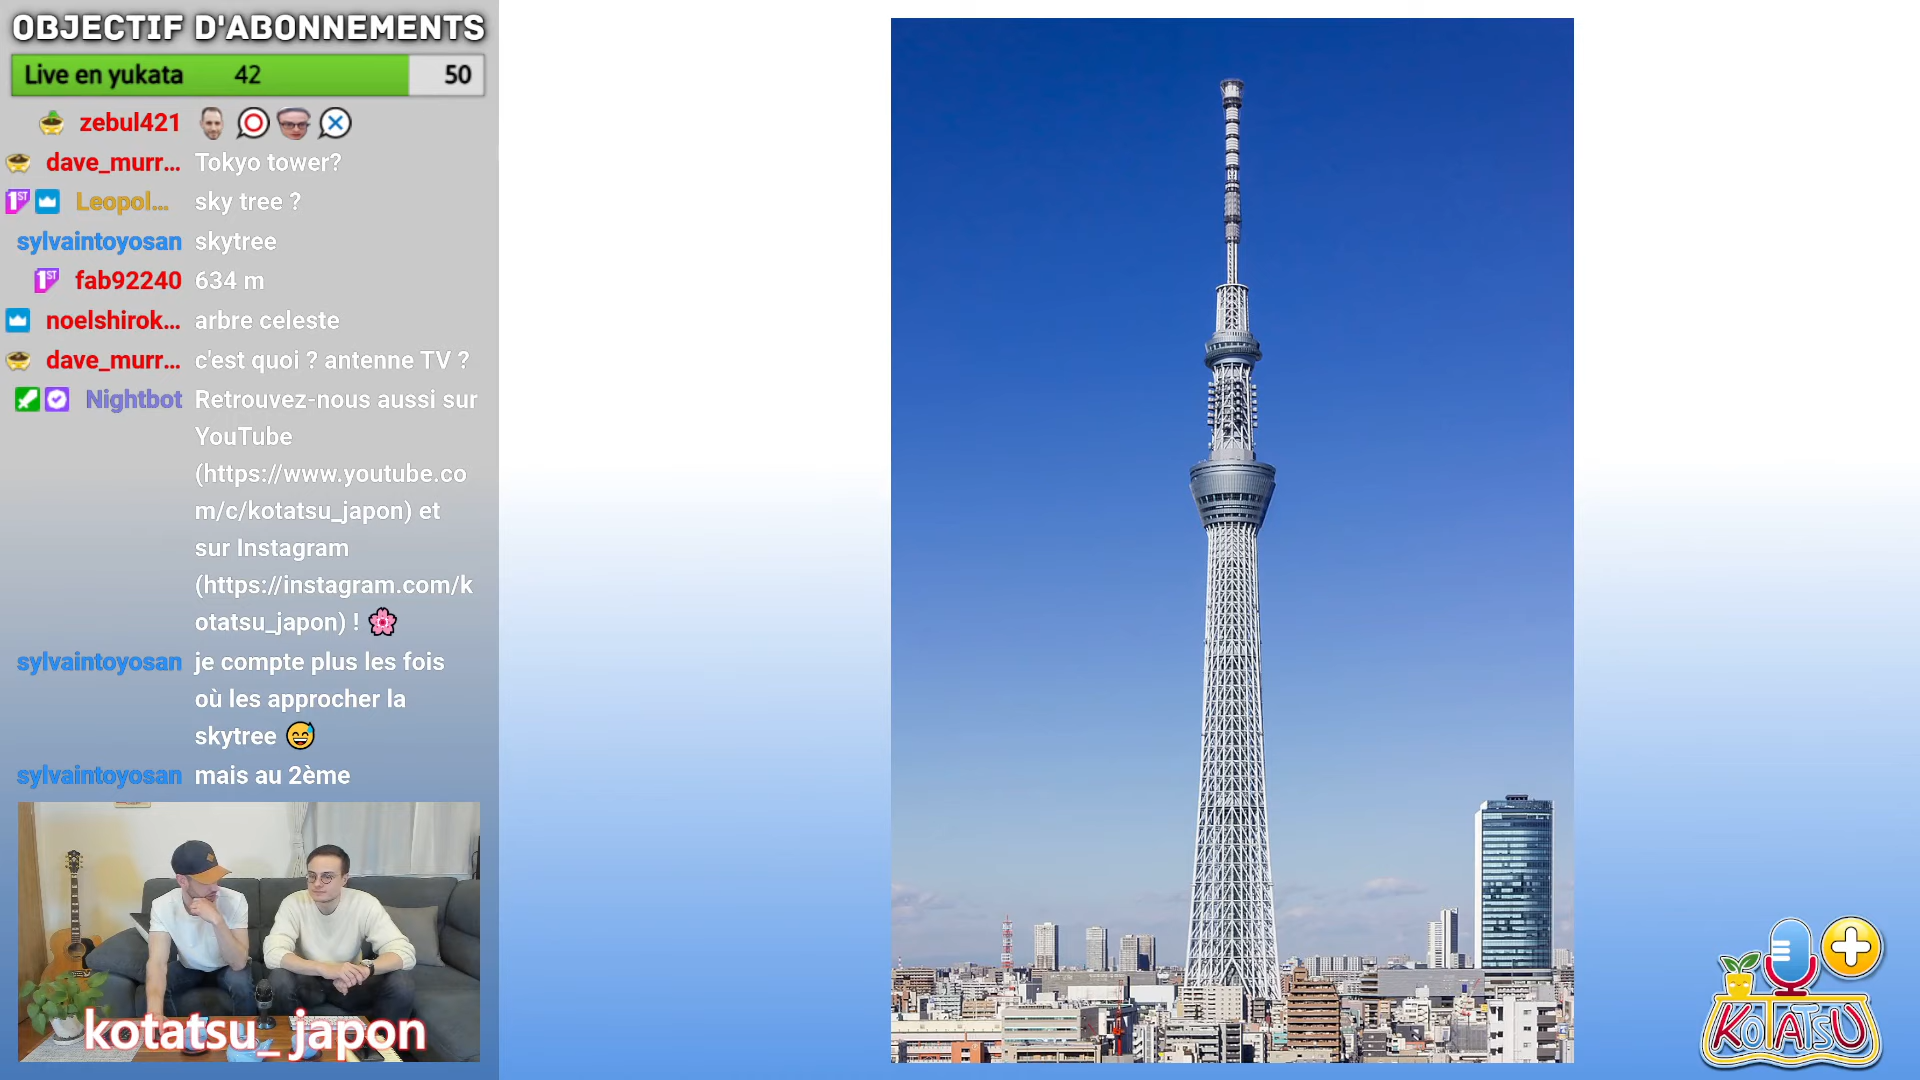 OBJECTIF D'ABONNEMENTS
Live en yukata 42 50
zebul421
dave_murr... Tokyo tower?
1ST Leopol... sky tree ?
sylvaintoyosan skytree
1ST fab92240 634 m
noelshirok... arbre celeste
dave_murr... c'est quoi ? antenne TV ?
Nightbot Retrouvez-nous aussi sur
YouTube
(https://www.youtube.co
m/c/kotatsu_japon) et
sur Instagram
(https://instagram.com/k
otatsu_japon) ! 🌸
sylvaintoyosan je compte plus les fois
où les approcher la
skytree 😅
sylvaintoyosan mais au 2ème
kotatsu_japon
KOTATSU